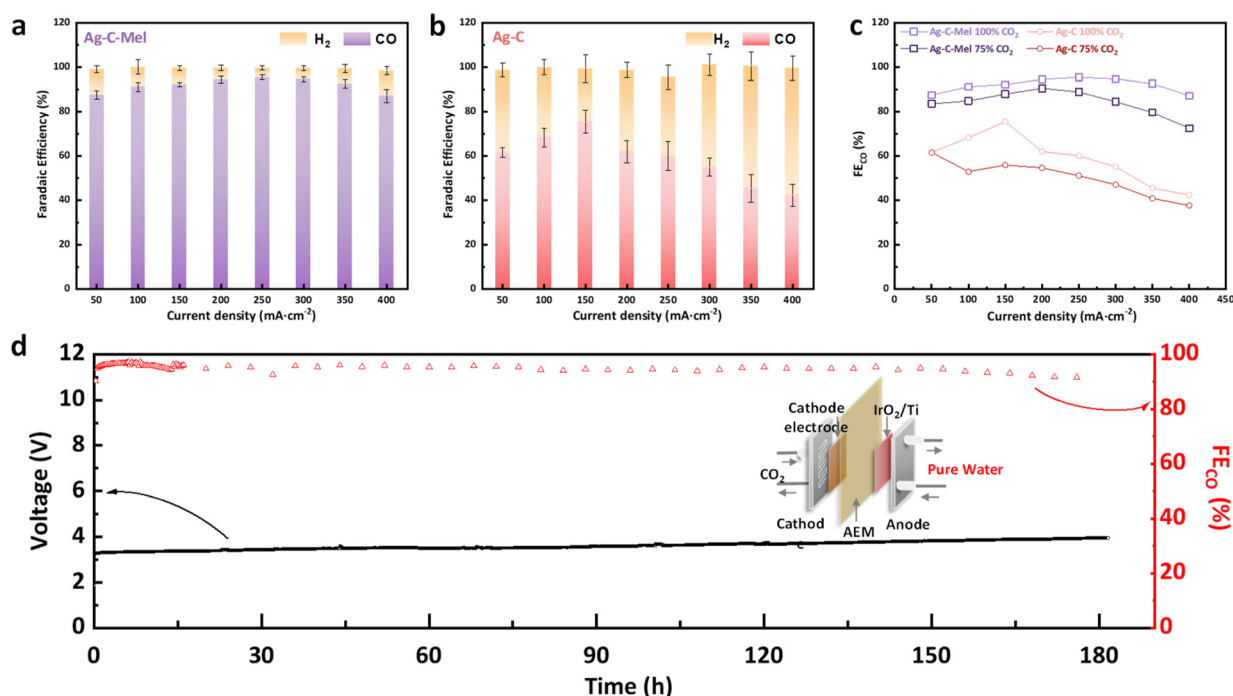 a
Ag-C-Mel
H₂ CO
Faradaic Efficiency (%)
120
100
80
60
40
20
0
50 100 150 200 250 300 350 400
Current density (mA·cm⁻²)
b
Ag-C
H₂ CO
Faradaic Efficiency (%)
120
100
80
60
40
20
0
50 100 150 200 250 300 350 400
Current density (mA·cm⁻²)
c
Ag-C-Mel 100% CO₂ Ag-C 100% CO₂
Ag-C-Mel 75% CO₂ Ag-C 75% CO₂
FE_CO (%)
120
100
80
60
40
20
0
0 50 100 150 200 250 300 350 400 450
Current density (mA·cm⁻²)
d
Voltage (V)
12
10
8
6
4
2
0
Cathode
electrode
IrO₂/Ti
CO₂
Pure Water
Cathod
AEM
Anode
100
80
60
40
20
0
FE_CO (%)
0 30 60 90 120 150 180
Time (h)